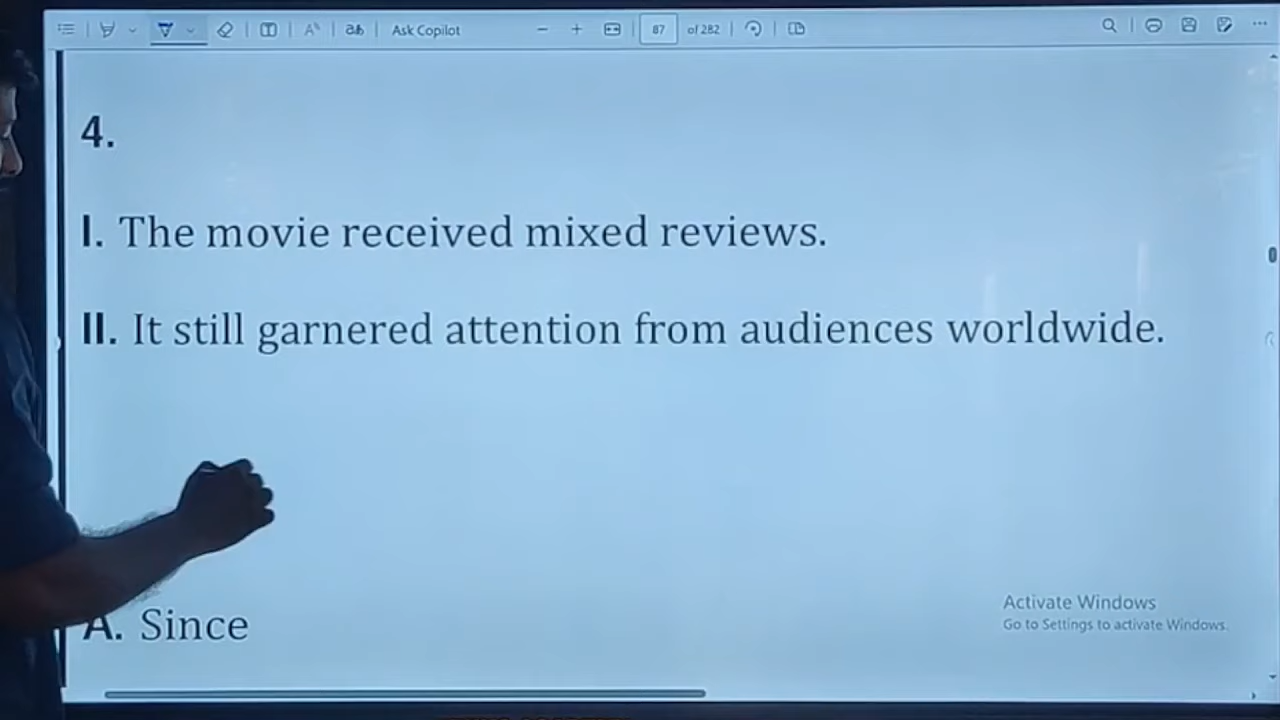 Ask Copilot
87 of 282
4.
I. The movie received mixed reviews.
II. It still garnered attention from audiences worldwide.
A. Since
Activate Windows
Go to Settings to activate Windows.